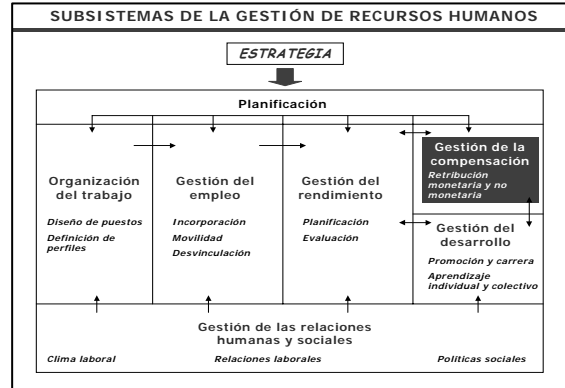 SUBSISTEMAS DE LA GESTIÓN DE RECURSOS HUMANOS
ESTRATEGIA
Planificación
Organización
del trabajo
Diseño de puestos
Definición de
perfiles
Gestión del
empleo
Incorporación
Movilidad
Desvinculación
Gestión del
rendimiento
Planificación
Evaluación
Gestión de la
compensación
Retribución
monetaria y no
monetaria
Gestión del
desarrollo
Promoción y carrera
Aprendizaje
individual y colectivo
Gestión de las relaciones
humanas y sociales
Clima laboral
Relaciones laborales
Políticas sociales